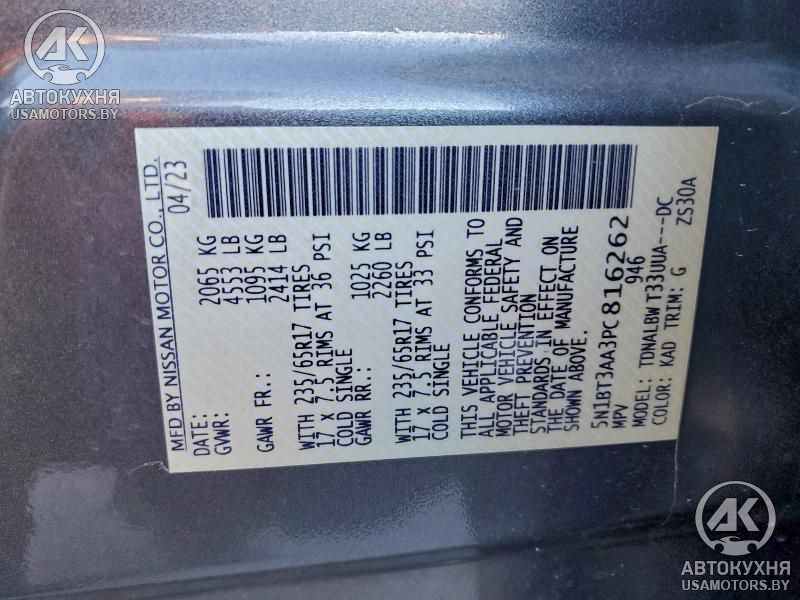 AK
АВТОКУХНЯ
USAMOTORS.BY
MFD BY NISSAN MOTOR CO., LTD.
DATE: 04/23
GVWR: 2065 KG
4553 LB
GAWR FR.: 1095 KG
2414 LB
WITH 235/65R17 TIRES
17 x 7.5 RIMS AT 36 PSI
COLD SINGLE
GAWR RR.: 1025 KG
2260 LB
WITH 235/65R17 TIRES
17 x 7.5 RIMS AT 33 PSI
COLD SINGLE
THIS VEHICLE CONFORMS TO
ALL APPLICABLE FEDERAL
MOTOR VEHICLE SAFETY AND
THEFT PREVENTION
STANDARDS IN EFFECT ON
THE DATE OF MANUFACTURE
SHOWN ABOVE.
5N1BT3AA3PC816262
MPV 946
MODEL: TDNALBW T33UUA---DC
COLOR: KAD TRIM: G ZS30A
AK
АВТОКУХНЯ
USAMOTORS.BY